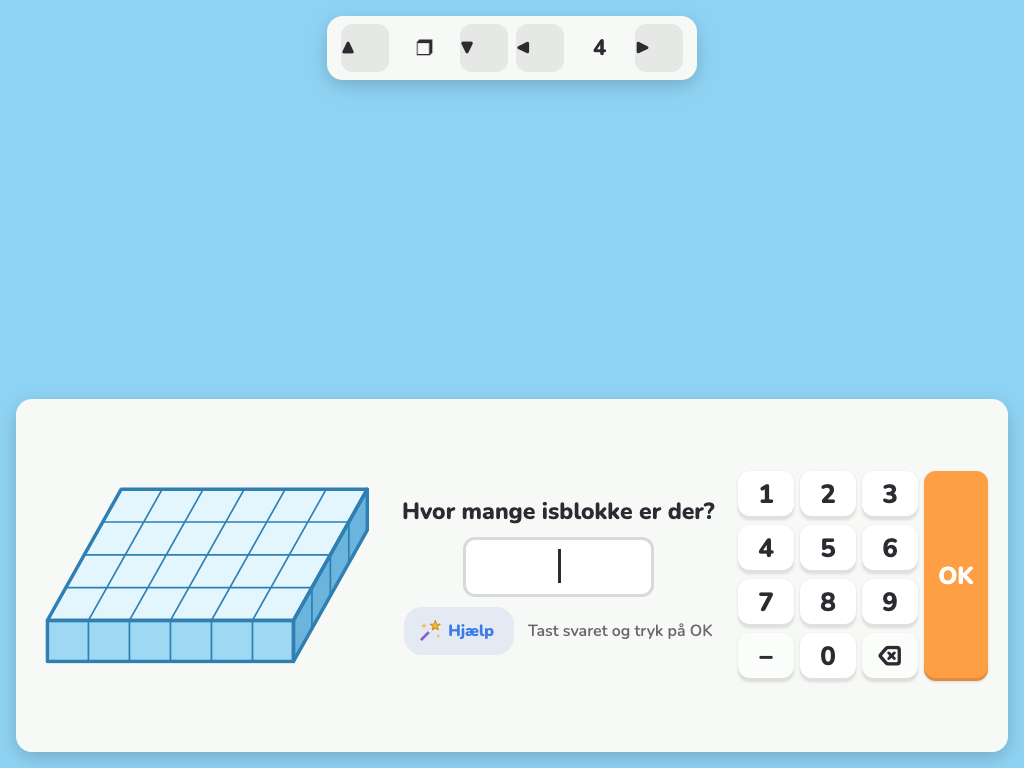 ▲ ❒ ▼ ◀ 4 ▶
Hvor mange isblokke er der?
Hjælp
Tast svaret og tryk på OK
1 2 3
4 5 6
7 8 9
– 0
OK